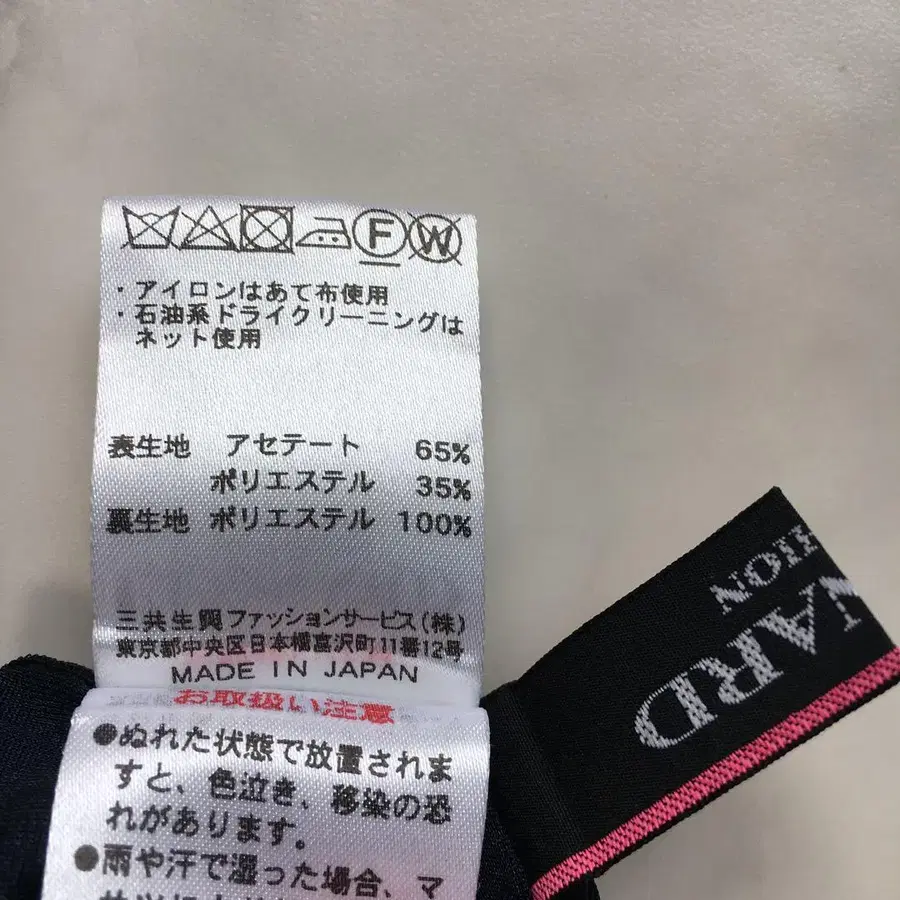 F W
・アイロンはあて布使用
・石油系ドライクリーニングは
ネット使用
表生地 アセテート 65%
ポリエステル 35%
裏生地 ポリエステル 100%
三共生興ファッションサービス(株)
東京都中央区日本橋富沢町11番12号
MADE IN JAPAN
お取扱い注意
●ぬれた状態で放置されま
すと、色泣き、移染の恐
れがあります。
●雨や汗で湿った場合、マ
NARD
HION